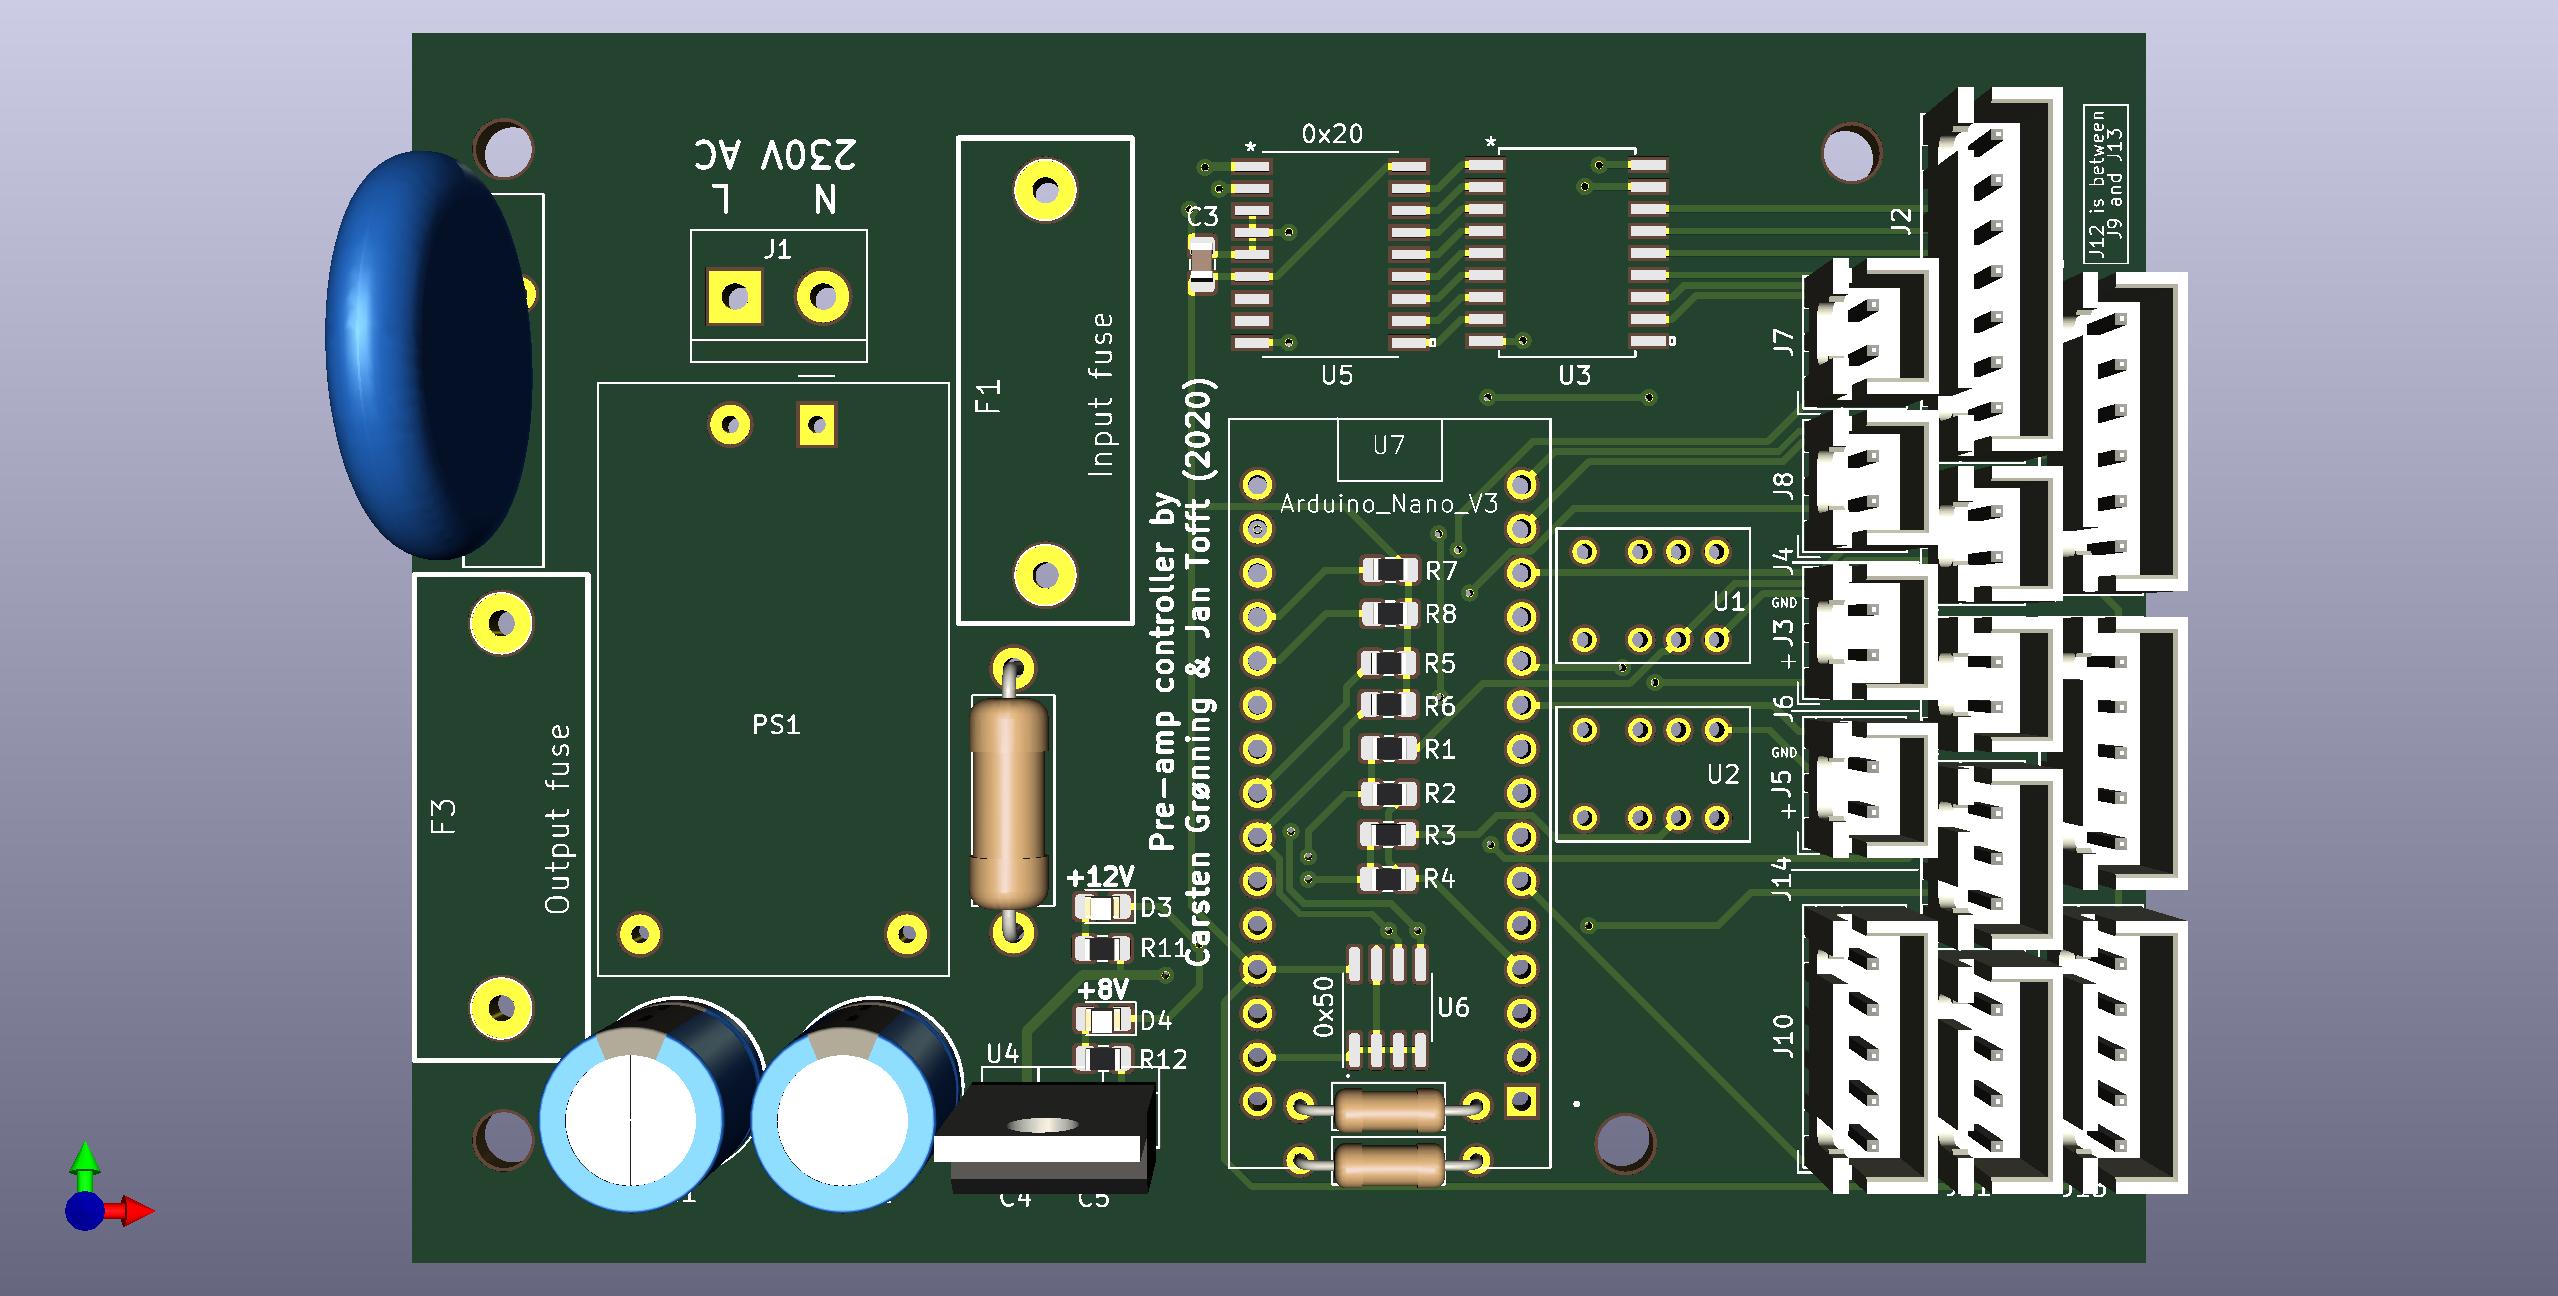 230V AC
L N
J1
F1
Input fuse
F3
Output fuse
PS1
*
0x20
C3
U5
*
U3
J2
J12 is between
J9 and J13
Pre-amp controller by
Carsten Grønning & Jan Tofft (2020)
U7
Arduino_Nano_V3
R7
R8
R5
R6
R1
R2
R3
R4
U1
U2
J7
J8
J4
GND
J3
+
J6
GND
J5
+
J14
J10
+12V
D3
R11
+8V
D4
R12
U4
C4
C5
0x50
U6